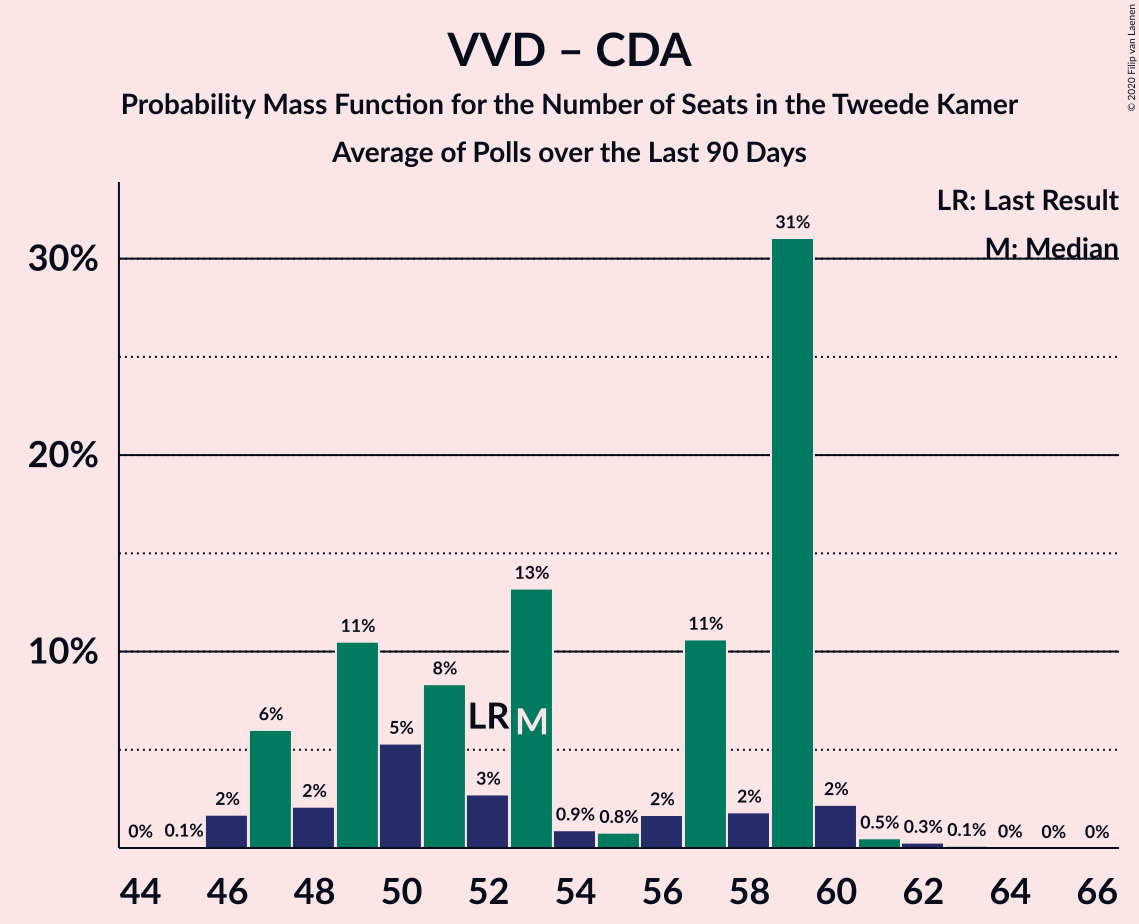 VVD – CDA
Probability Mass Function for the Number of Seats in the Tweede Kamer
Average of Polls over the Last 90 Days
© 2020 Filip van Laenen
LR: Last Result
M: Median
30%
20%
10%
0% 0.1% 2% 6% 2% 11% 5% 8% 3% 13% 0.9% 0.8% 2% 11% 2% 31% 2% 0.5% 0.3% 0.1% 0% 0% 0%
LR M
44 46 48 50 52 54 56 58 60 62 64 66